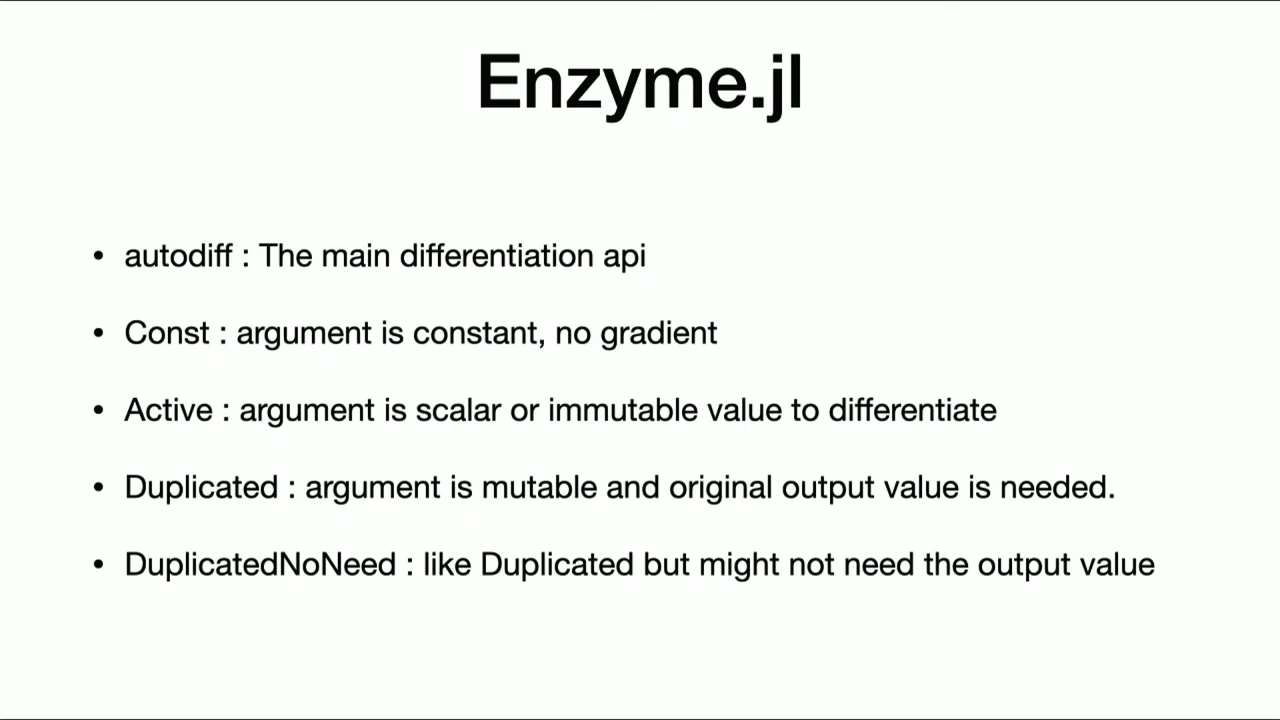 Enzyme.jl
• autodiff : The main differentiation api
• Const : argument is constant, no gradient
• Active : argument is scalar or immutable value to differentiate
• Duplicated : argument is mutable and original output value is needed.
• DuplicatedNoNeed : like Duplicated but might not need the output value